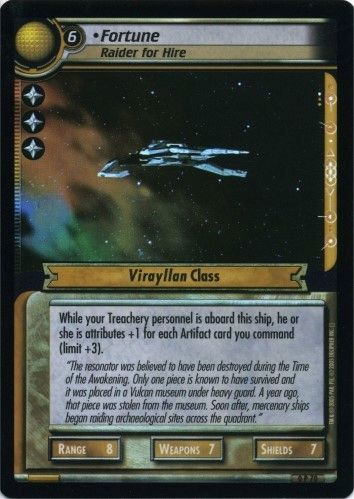 6
•Fortune
Raider for Hire
Virayllan Class
While your Treachery personnel is aboard this ship, he or
she is attributes +1 for each Artifact card you command
(limit +3).
"The resonator was believed to have been destroyed during the Time
of the Awakening. Only one piece is known to have survived and
it was placed in a Vulcan museum under heavy guard. A year ago,
that piece was stolen from the museum. Soon after, mercenary ships
began raiding archaeological sites across the quadrant."
RANGE 8
WEAPONS 7
SHIELDS 7
0 P 70